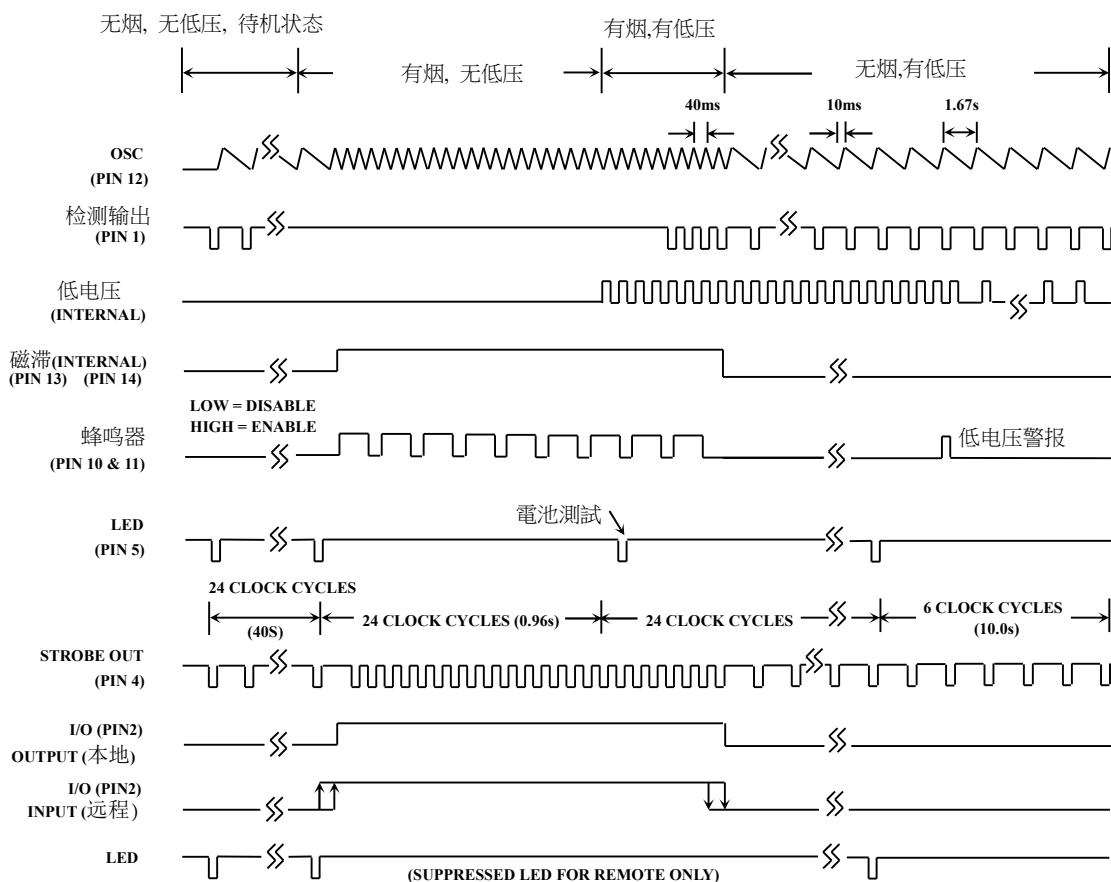 无烟, 无低压, 待机状态
有烟,有低压
有烟, 无低压
无烟,有低压
40ms
10ms
1.67s
OSC
(PIN 12)
检测输出
(PIN 1)
低电压
(INTERNAL)
磁滞(INTERNAL)
(PIN 13) (PIN 14)
LOW = DISABLE
HIGH = ENABLE
蜂鸣器
(PIN 10 & 11)
低电压警报
LED
(PIN 5)
電池測試
24 CLOCK CYCLES
(40S)
24 CLOCK CYCLES (0.96s)
24 CLOCK CYCLES
6 CLOCK CYCLES
(10.0s)
STROBE OUT
(PIN 4)
I/O (PIN2)
OUTPUT (本地)
I/O (PIN2)
INPUT (远程)
LED
(SUPPRESSED LED FOR REMOTE ONLY)